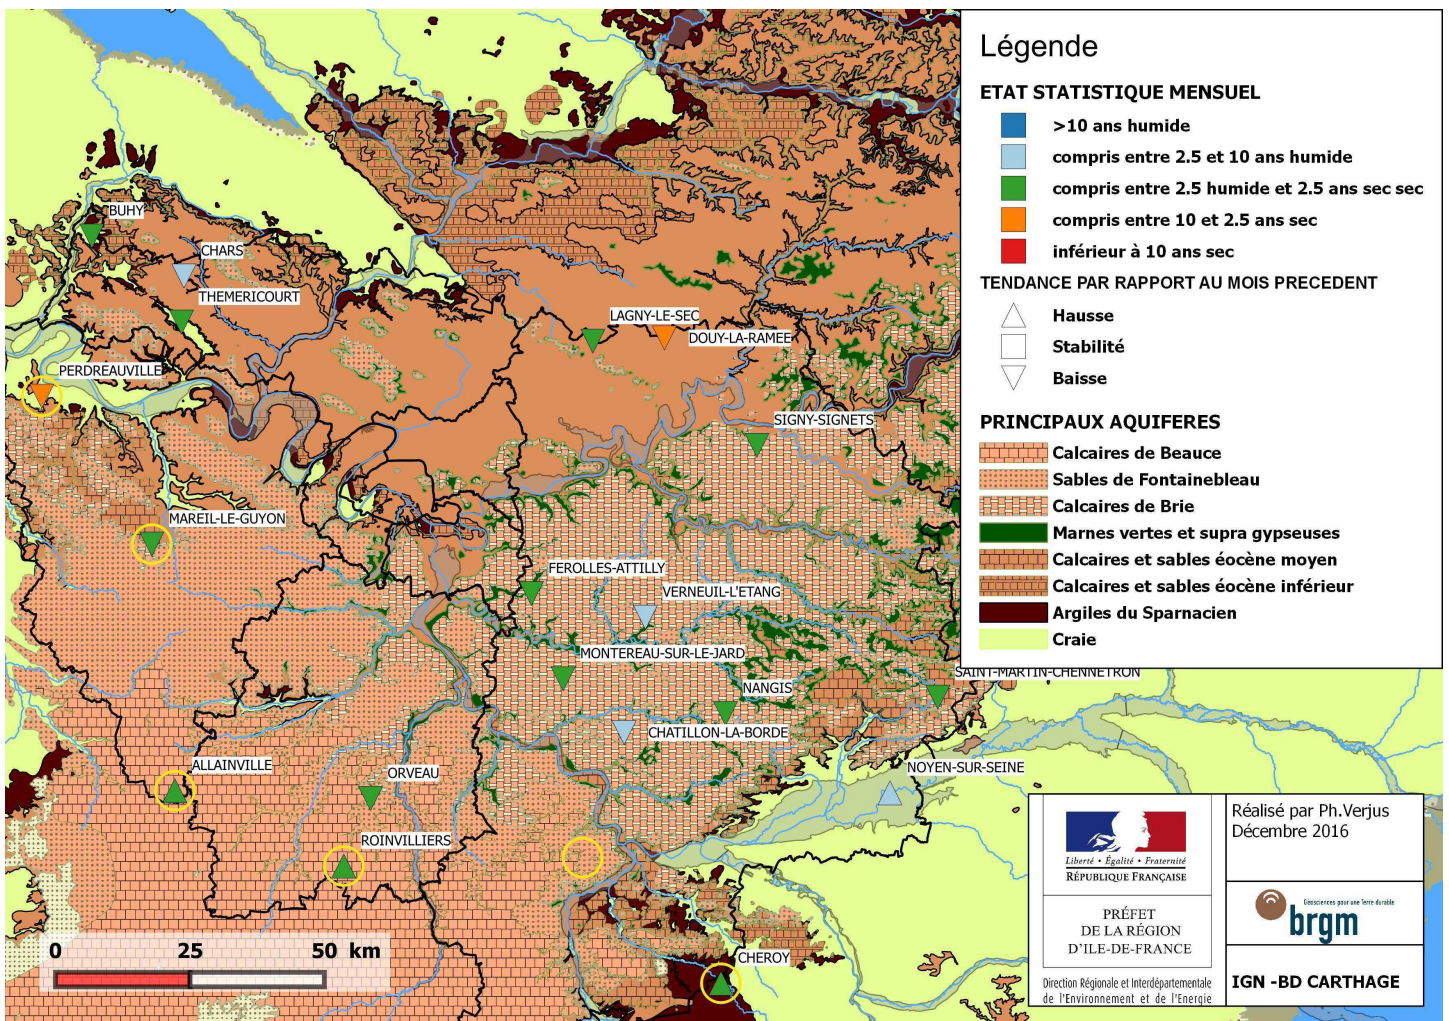 Légende
ETAT STATISTIQUE MENSUEL
>10 ans humide
compris entre 2.5 et 10 ans humide
compris entre 2.5 humide et 2.5 ans sec sec
compris entre 10 et 2.5 ans sec
inférieur à 10 ans sec
TENDANCE PAR RAPPORT AU MOIS PRECEDENT
Hausse
Stabilité
Baisse
PRINCIPAUX AQUIFERES
Calcaires de Beauce
Sables de Fontainebleau
Calcaires de Brie
Marnes vertes et supra gypseuses
Calcaires et sables éocène moyen
Calcaires et sables éocène inférieur
Argiles du Sparnacien
Craie
BUHY
CHARS
THEMERICOURT
LAGNY-LE-SEC
DOUY-LA-RAMEE
PERDREAUVILLE
SIGNY-SIGNETS
MAREIL-LE-GUYON
FEROLLES-ATTILLY
VERNEUIL-L'ETANG
MONTEREAU-SUR-LE-JARD
SAINT-MARTIN-CHENNETRON
NANGIS
CHATILLON-LA-BORDE
ALLAINVILLE
ORVEAU
NOYEN-SUR-SEINE
ROINVILLIERS
CHEROY
0 25 50 km
Liberté • Égalité • Fraternité
RÉPUBLIQUE FRANÇAISE
PRÉFET
DE LA RÉGION
D'ILE-DE-FRANCE
Direction Régionale et Interdépartementale
de l'Environnement et de l'Energie
Réalisé par Ph.Verjus
Décembre 2016
Géosciences pour une Terre durable
brgm
IGN -BD CARTHAGE